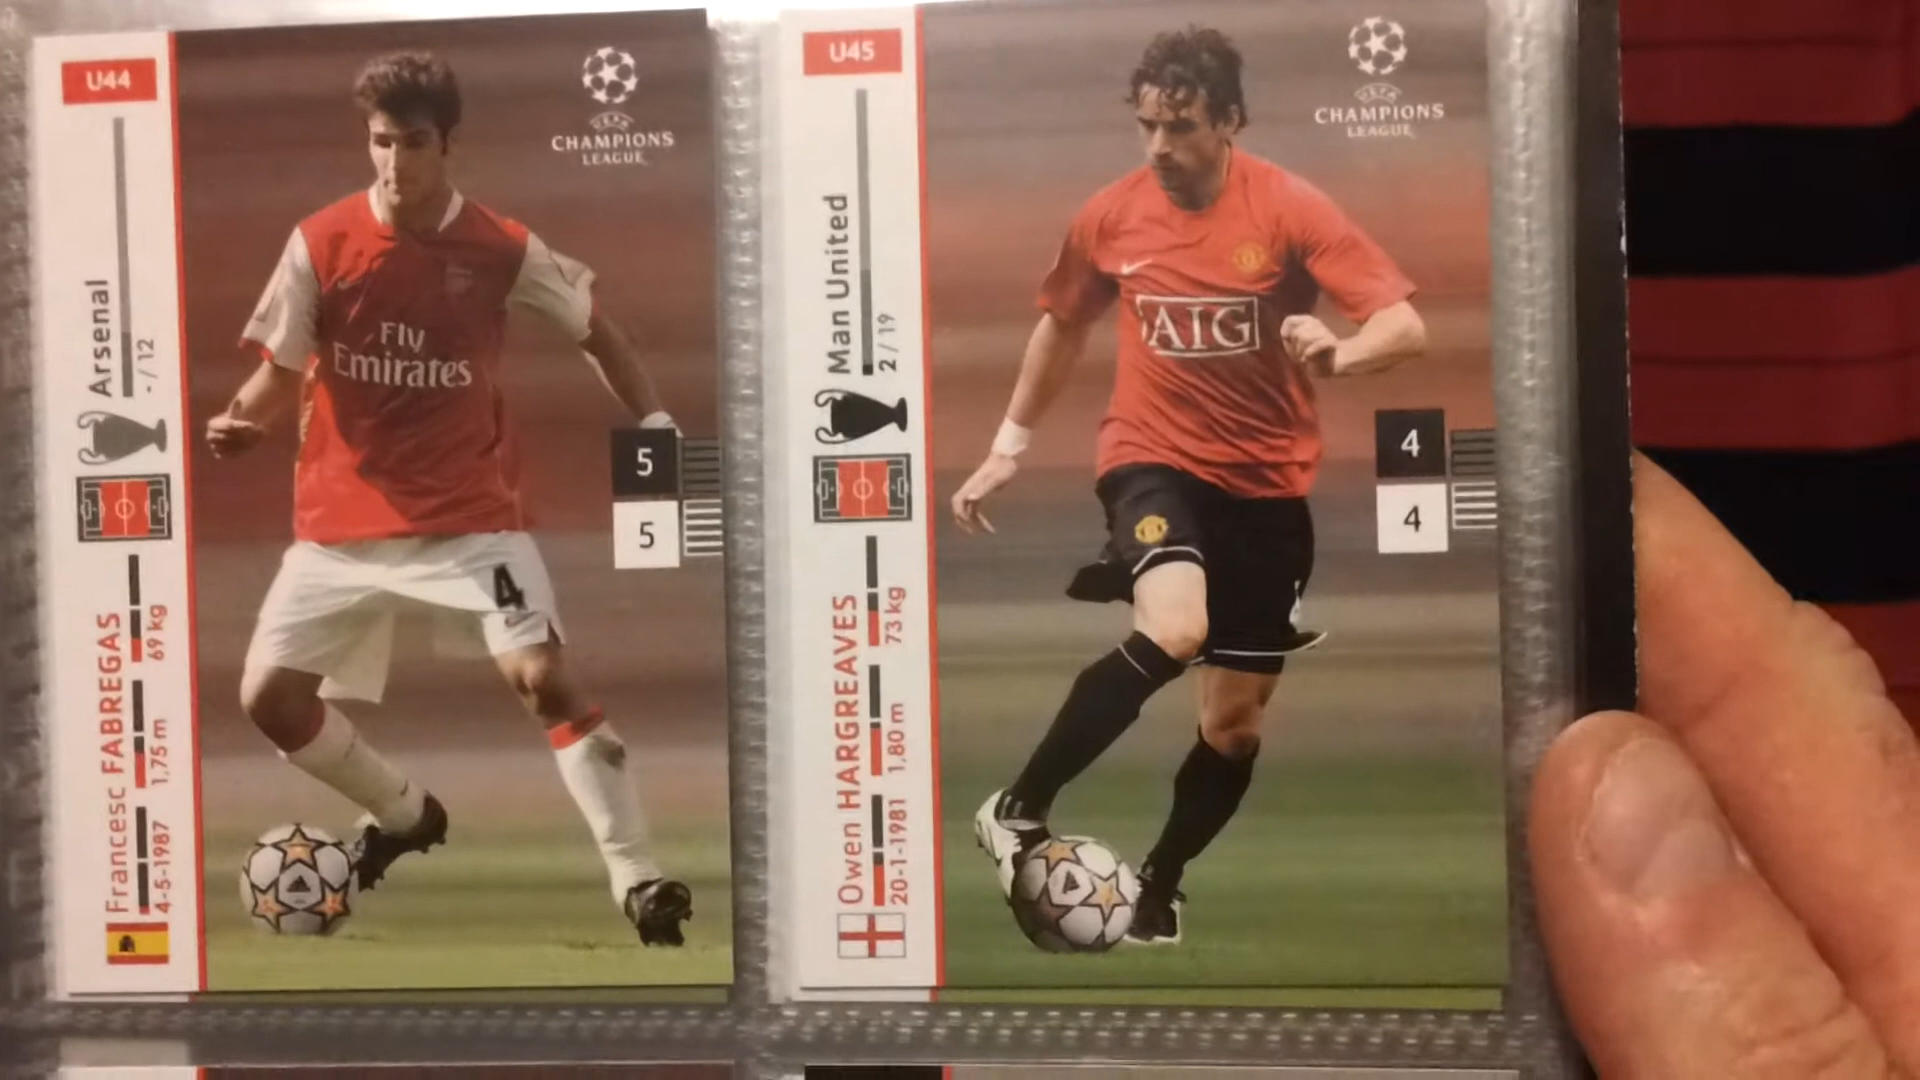 U44
Arsenal
- / 12
Francesc FABREGAS
4-5-1987
1,75 m
69 kg
UEFA
CHAMPIONS
LEAGUE
Fly
Emirates
4
5
5
U45
Man United
2 / 19
Owen HARGREAVES
20-1-1981
1,80 m
73 kg
UEFA
CHAMPIONS
LEAGUE
AIG
4
4